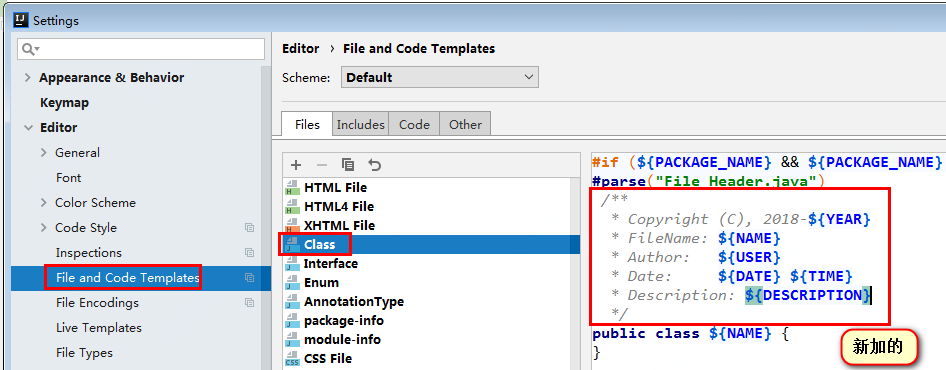 Settings
Appearance & Behavior
Keymap
Editor
General
Font
Color Scheme
Code Style
Inspections
File and Code Templates
File Encodings
Live Templates
File Types
Editor › File and Code Templates
Scheme: Default
Files Includes Code Other
HTML File
HTML4 File
XHTML File
Class
Interface
Enum
AnnotationType
package-info
module-info
CSS File
#if (${PACKAGE_NAME} && ${PACKAGE_NAME}
#parse("File Header.java")
/**
* Copyright (C), 2018-${YEAR}
* FileName: ${NAME}
* Author: ${USER}
* Date: ${DATE} ${TIME}
* Description: ${DESCRIPTION}
*/
public class ${NAME} {
}
新加的